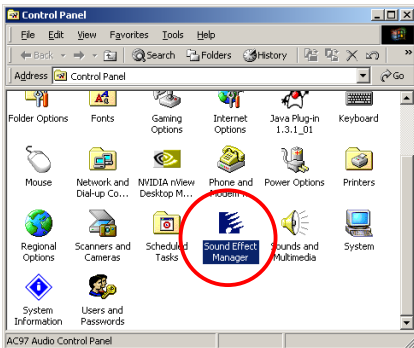 Control Panel
File Edit View Favorites Tools Help
Back Search Folders History »
Address Control Panel Go
Folder Options Fonts Gaming Options Internet Options Java Plug-in 1.3.1_01 Keyboard
Mouse Network and Dial-up Co... NVIDIA nView Desktop M... Phone and Modem Power Options Printers
Regional Options Scanners and Cameras Scheduled Tasks Sound Effect Manager Sounds and Multimedia System
System Information Users and Passwords
AC97 Audio Control Panel